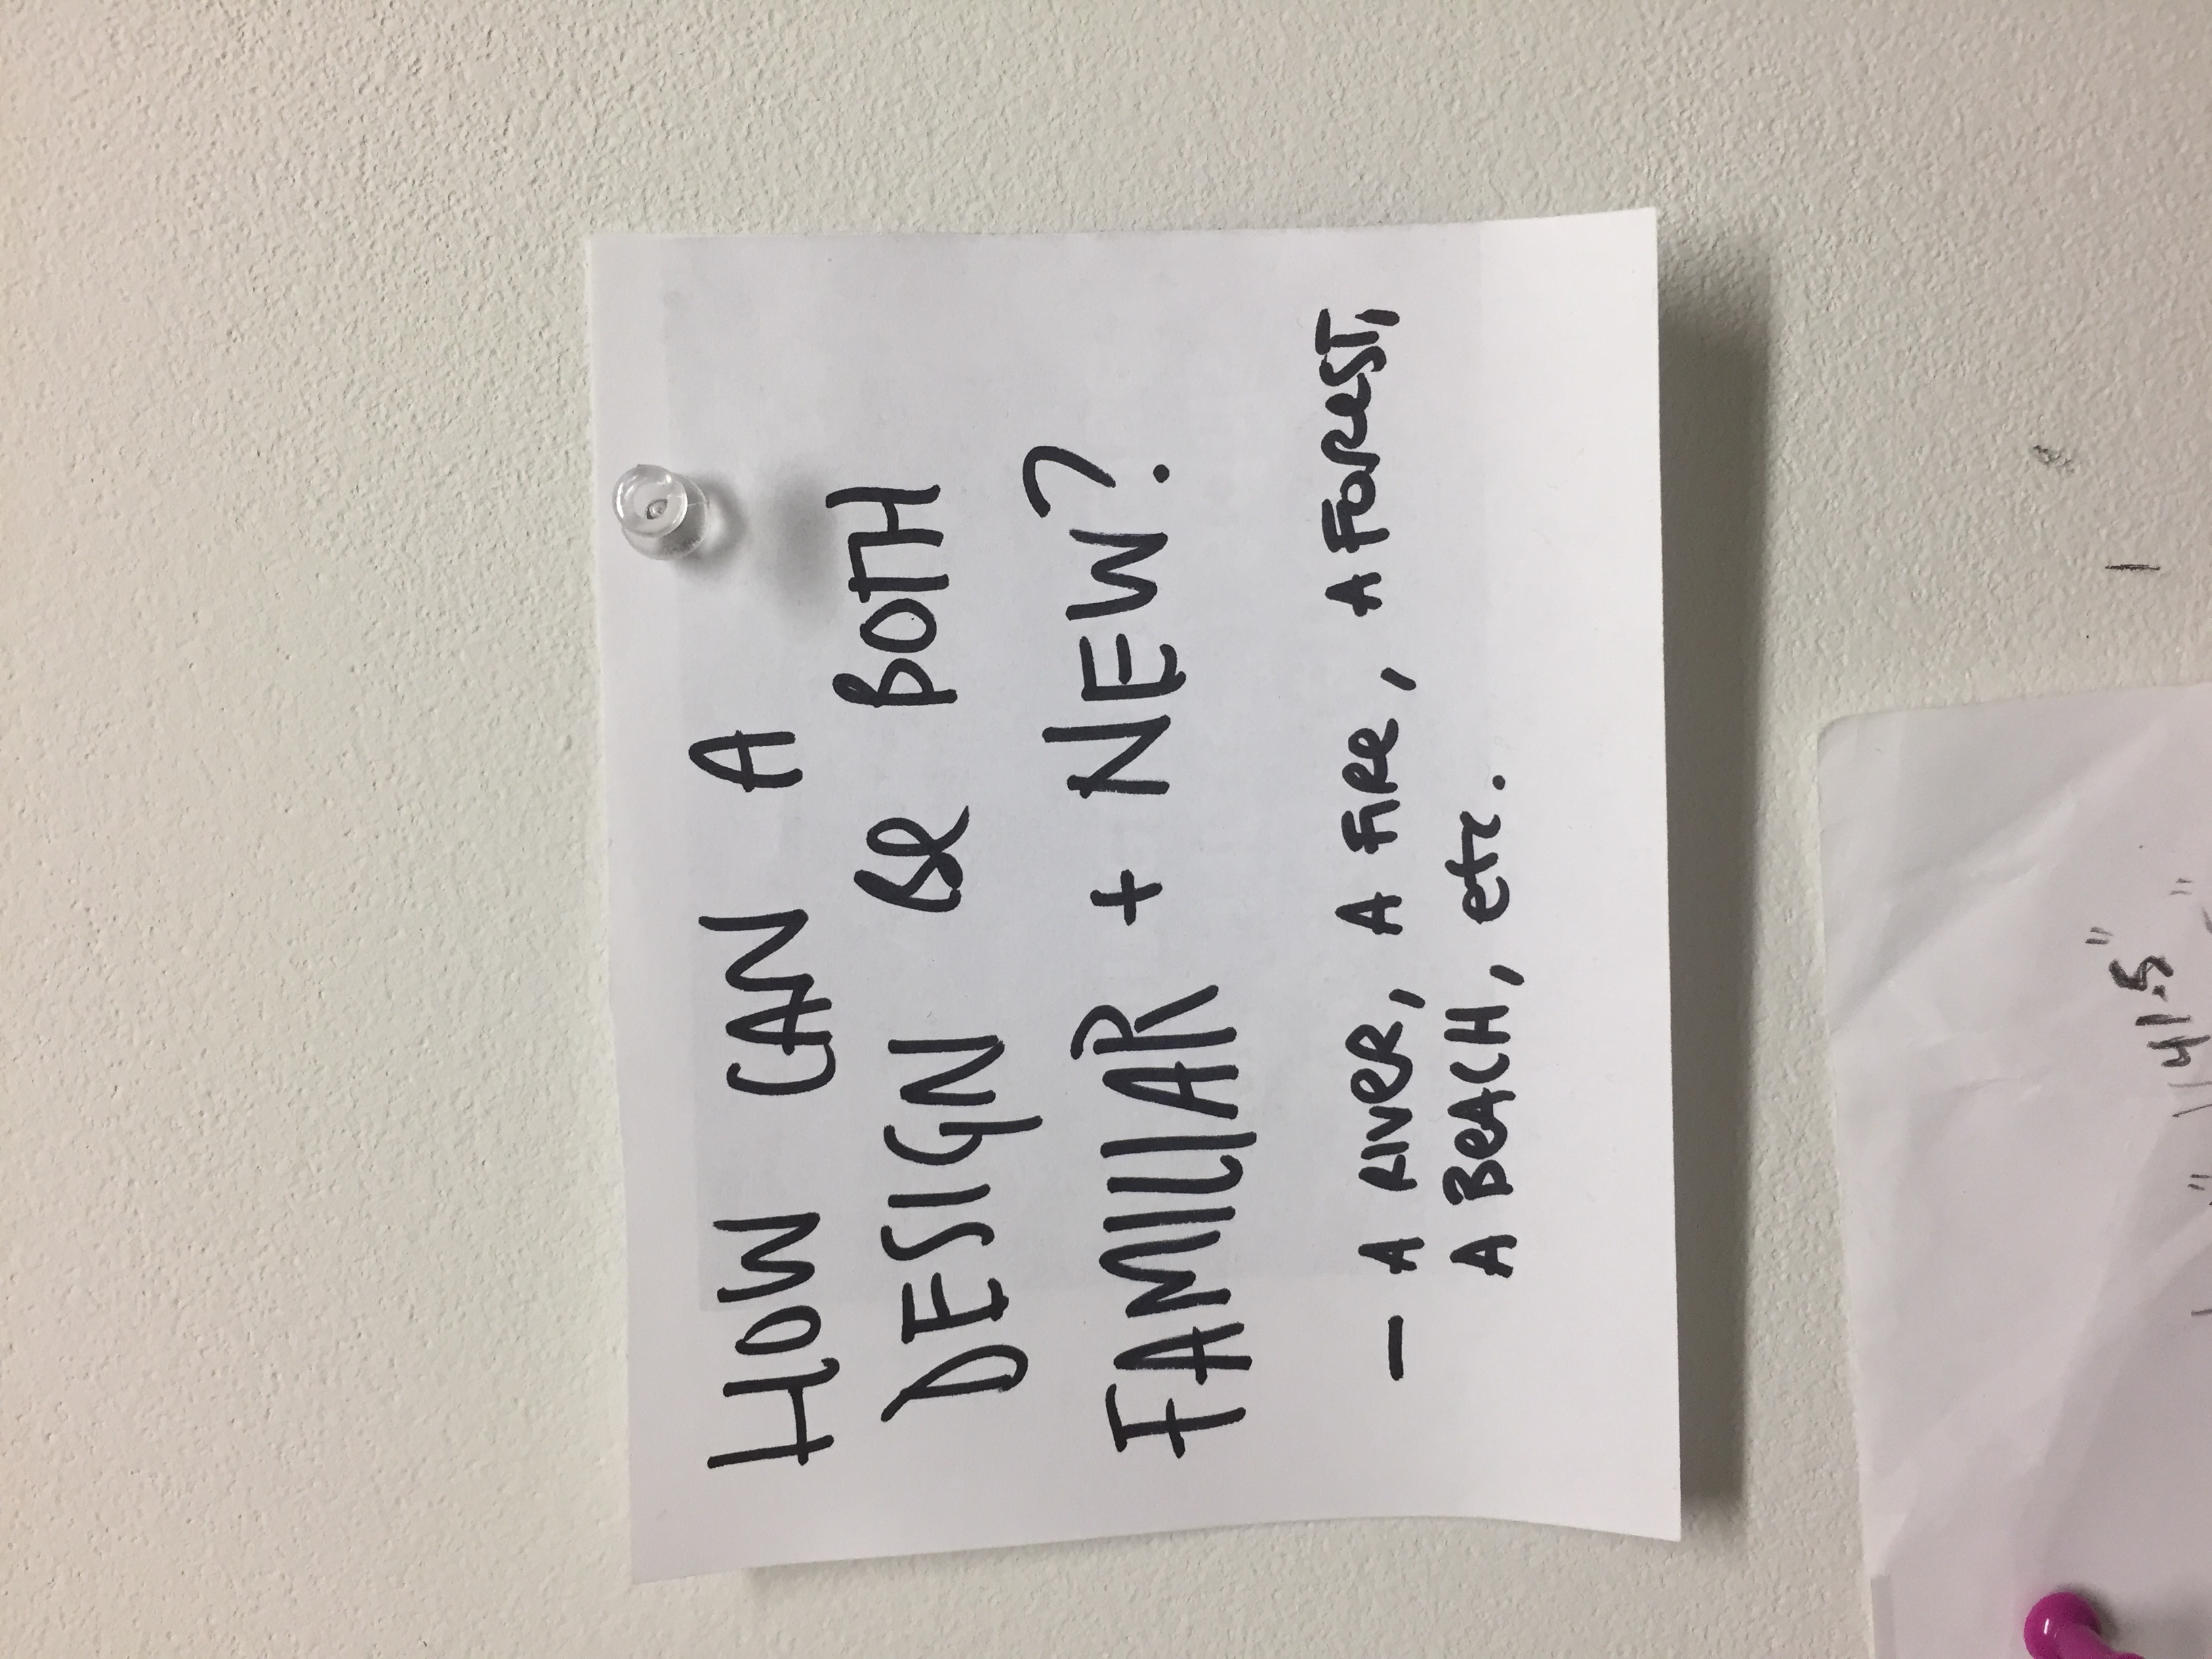 HOW CAN A
DESIGN Be BOTH
FAMILIAR + NEW?
— A RIVeR, A FIRe, A FOReST,
A BeACH, etc.
41.5"